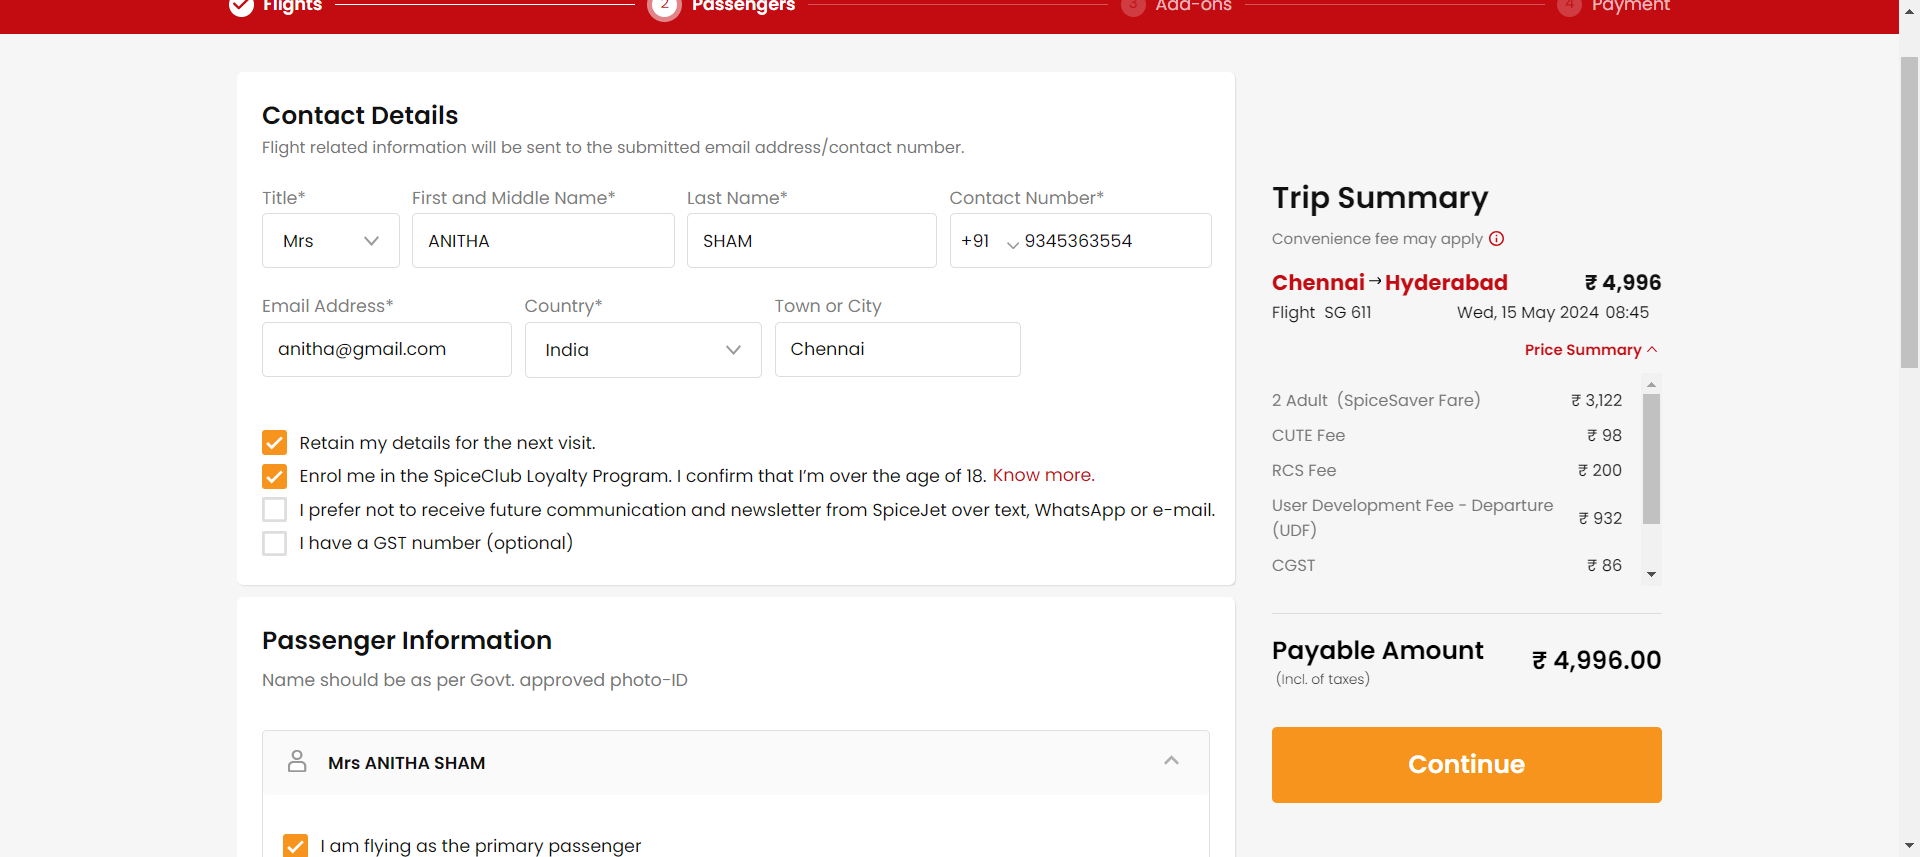 Flights
2 Passengers
3 Add-ons
4 Payment
Contact Details
Flight related information will be sent to the submitted email address/contact number.
Title* First and Middle Name* Last Name* Contact Number*
Mrs ANITHA SHAM +91 9345363554
Email Address* Country* Town or City
anitha@gmail.com India Chennai
Retain my details for the next visit.
Enrol me in the SpiceClub Loyalty Program. I confirm that I’m over the age of 18. Know more.
I prefer not to receive future communication and newsletter from SpiceJet over text, WhatsApp or e-mail.
I have a GST number (optional)
Passenger Information
Name should be as per Govt. approved photo-ID
Mrs ANITHA SHAM
I am flying as the primary passenger
Trip Summary
Convenience fee may apply
Chennai → Hyderabad ₹ 4,996
Flight SG 611 Wed, 15 May 2024 08:45
Price Summary
2 Adult (SpiceSaver Fare) ₹ 3,122
CUTE Fee ₹ 98
RCS Fee ₹ 200
User Development Fee - Departure
(UDF) ₹ 932
CGST ₹ 86
Payable Amount ₹ 4,996.00
(Incl. of taxes)
Continue